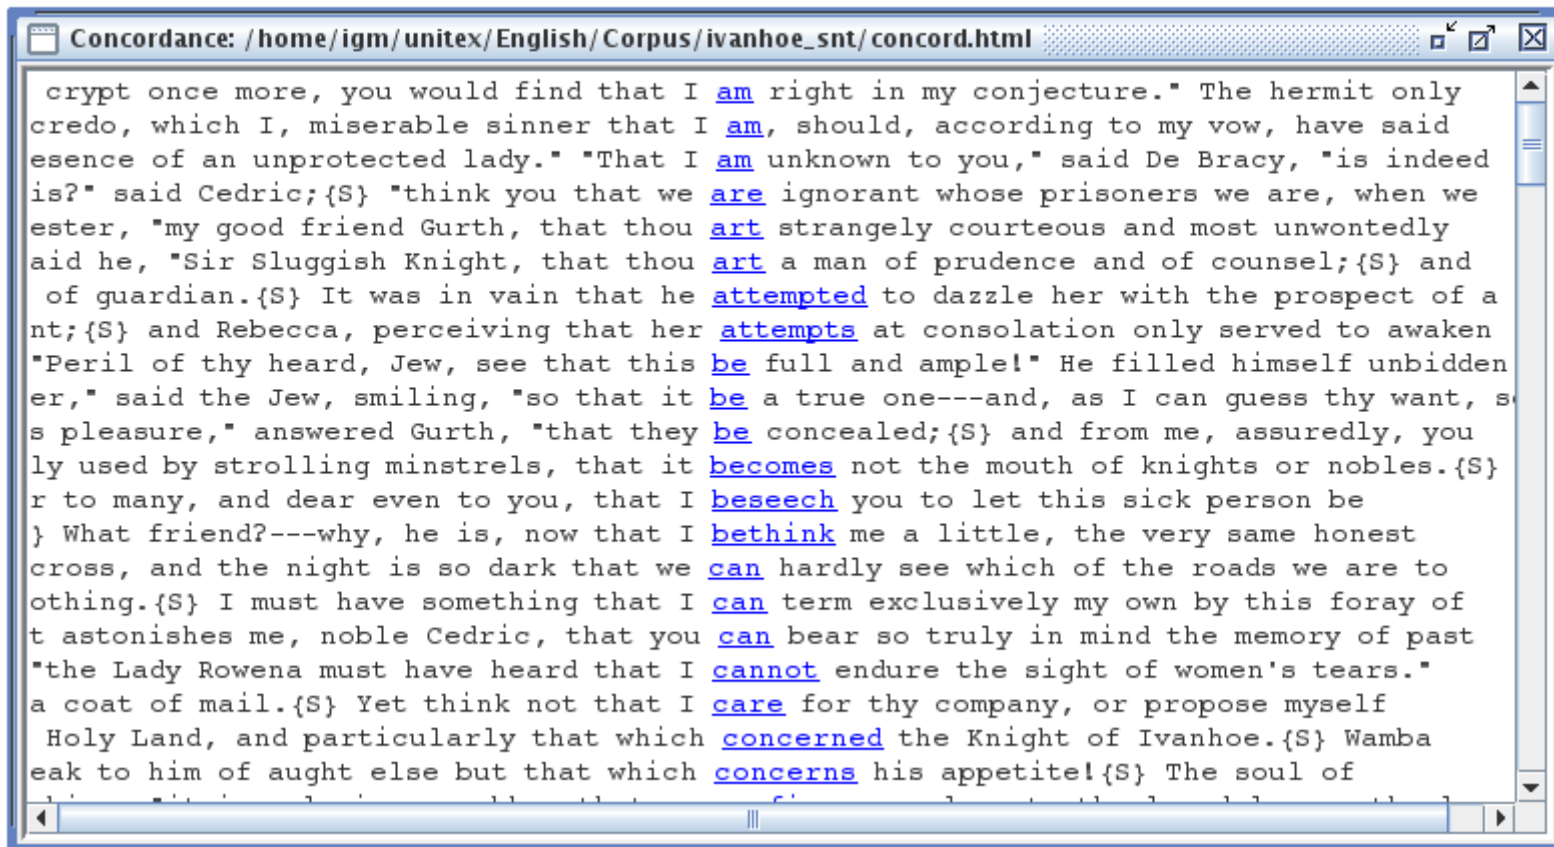 Concordance: /home/igm/unitex/English/Corpus/ivanhoe_snt/concord.html
crypt once more, you would find that I am right in my conjecture." The hermit only
credo, which I, miserable sinner that I am, should, according to my vow, have said
esence of an unprotected lady." "That I am unknown to you," said De Bracy, "is indeed
is?" said Cedric;{S} "think you that we are ignorant whose prisoners we are, when we
ester, "my good friend Gurth, that thou art strangely courteous and most unwontedly
aid he, "Sir Sluggish Knight, that thou art a man of prudence and of counsel;{S} and
of guardian.{S} It was in vain that he attempted to dazzle her with the prospect of a
nt;{S} and Rebecca, perceiving that her attempts at consolation only served to awaken
"Peril of thy heard, Jew, see that this be full and ample!" He filled himself unbidden
er," said the Jew, smiling, "so that it be a true one---and, as I can guess thy want, s
s pleasure," answered Gurth, "that they be concealed;{S} and from me, assuredly, you
ly used by strolling minstrels, that it becomes not the mouth of knights or nobles.{S}
r to many, and dear even to you, that I beseech you to let this sick person be
} What friend?---why, he is, now that I bethink me a little, the very same honest
cross, and the night is so dark that we can hardly see which of the roads we are to
othing.{S} I must have something that I can term exclusively my own by this foray of
t astonishes me, noble Cedric, that you can bear so truly in mind the memory of past
"the Lady Rowena must have heard that I cannot endure the sight of women's tears."
a coat of mail.{S} Yet think not that I care for thy company, or propose myself
Holy Land, and particularly that which concerned the Knight of Ivanhoe.{S} Wamba
eak to him of aught else but that which concerns his appetite!{S} The soul of